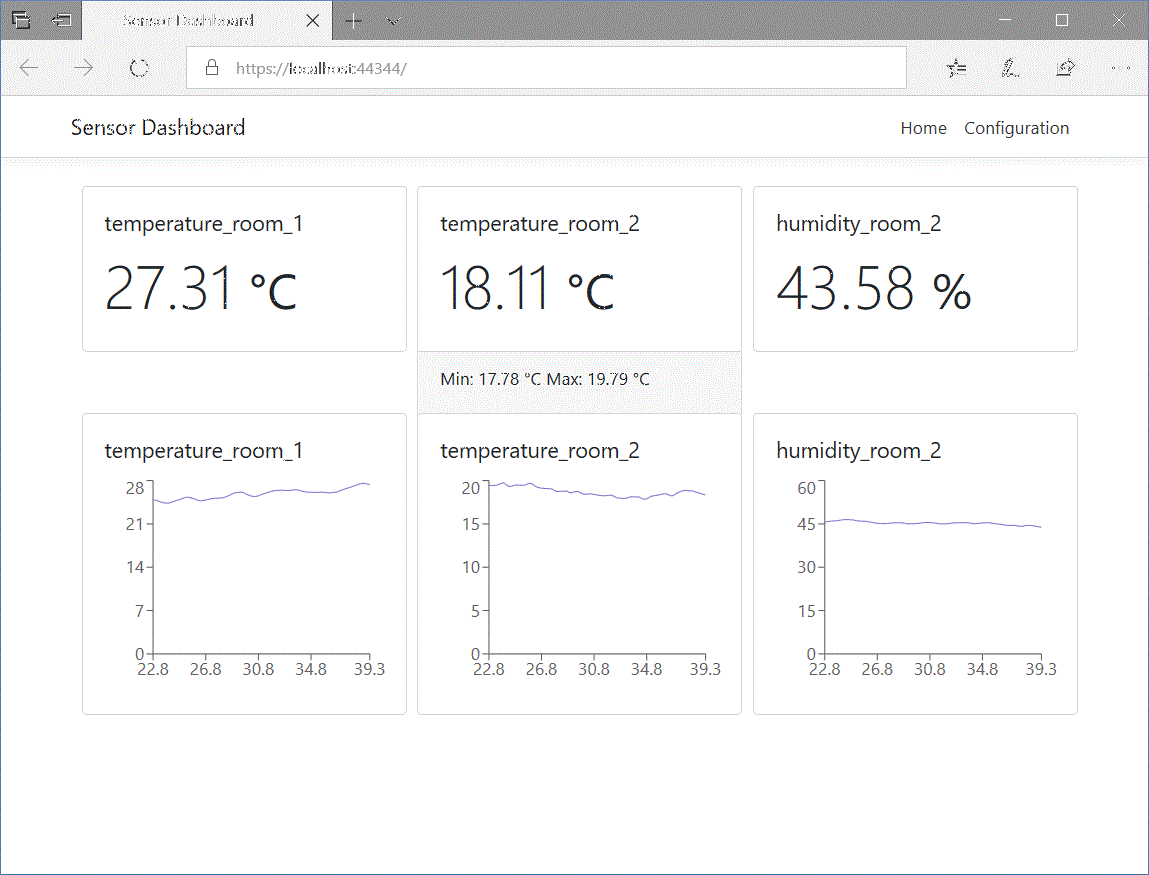 Sensor Dashboard
https://localhost:44344/
Sensor Dashboard Home Configuration
temperature_room_1
27.31 °C
temperature_room_2
18.11 °C
Min: 17.78 °C Max: 19.79 °C
humidity_room_2
43.58 %
temperature_room_1
28
21
14
7
0
22.8 26.8 30.8 34.8 39.3
temperature_room_2
20
15
10
5
0
22.8 26.8 30.8 34.8 39.3
humidity_room_2
60
45
30
15
0
22.8 26.8 30.8 34.8 39.3